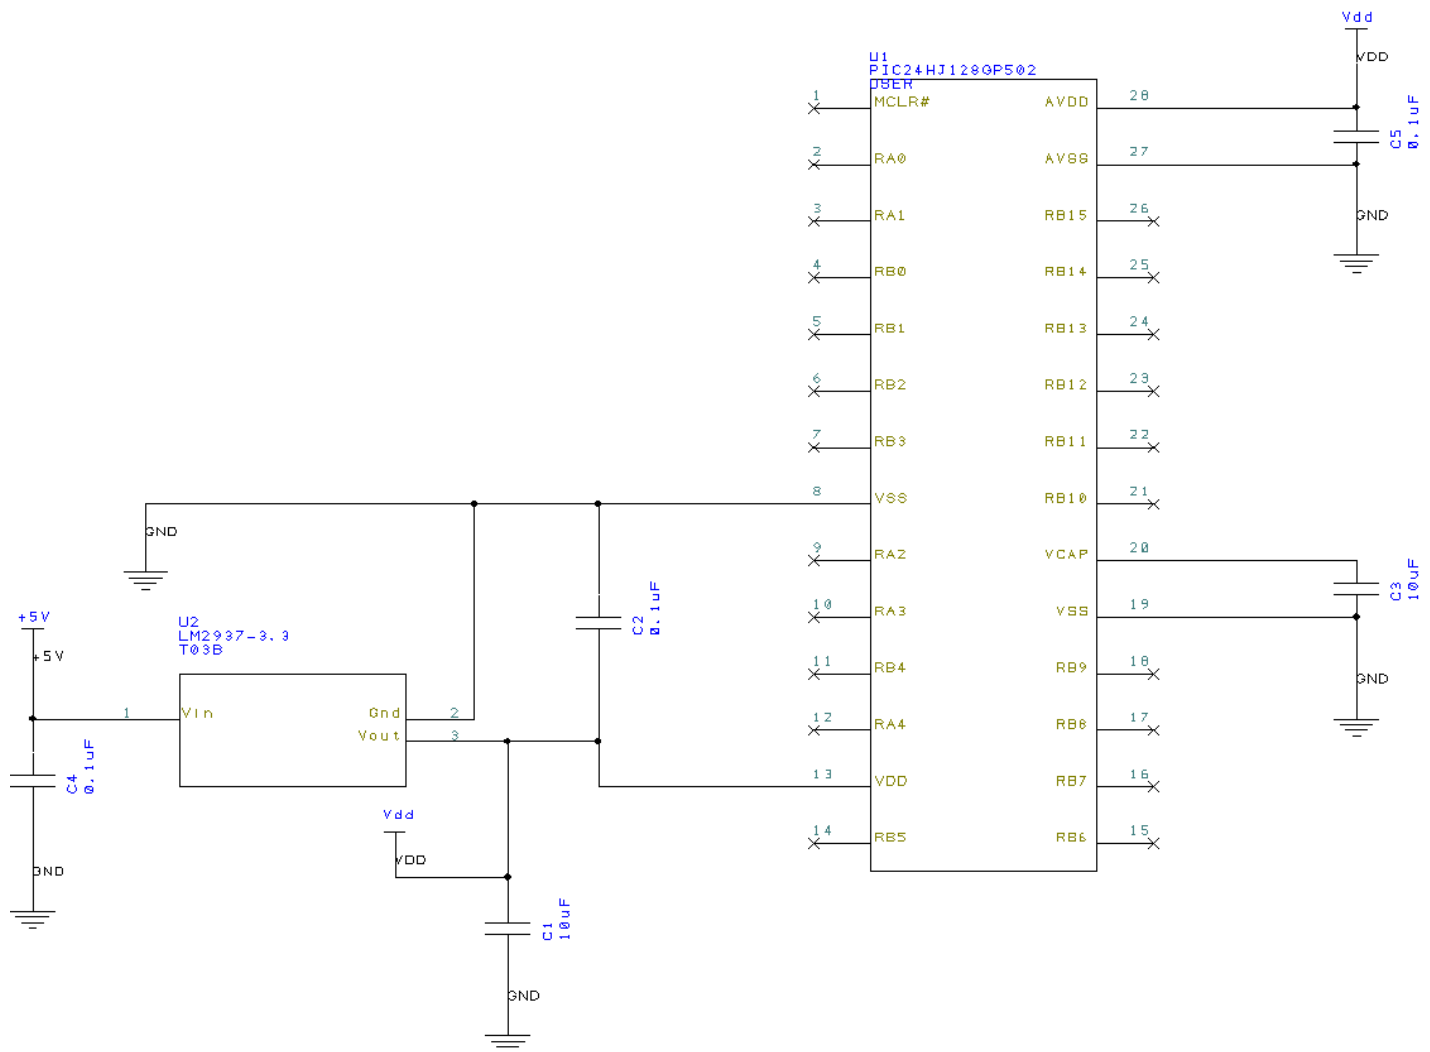 Vdd
VDD
U1
PIC24HJ128GP502
USER
1 MCLR# AVDD 28
C5
0.1uF
2 RA0 AVSS 27
3 RA1 RB15 26
GND
4 RB0 RB14 25
5 RB1 RB13 24
6 RB2 RB12 23
7 RB3 RB11 22
8 VSS RB10 21
GND
9 RA2 VCAP 20
C3
10uF
10 RA3 VSS 19
C2
0.1uF
+5V
+5V
U2
LM2937-3.3
TO3B
11 RB4 RB9 18
GND
1 Vin Gnd 2
Vout 3
12 RA4 RB8 17
C4
0.1uF
13 VDD RB7 16
Vdd
VDD
14 RB5 RB6 15
GND
C1
10uF
GND